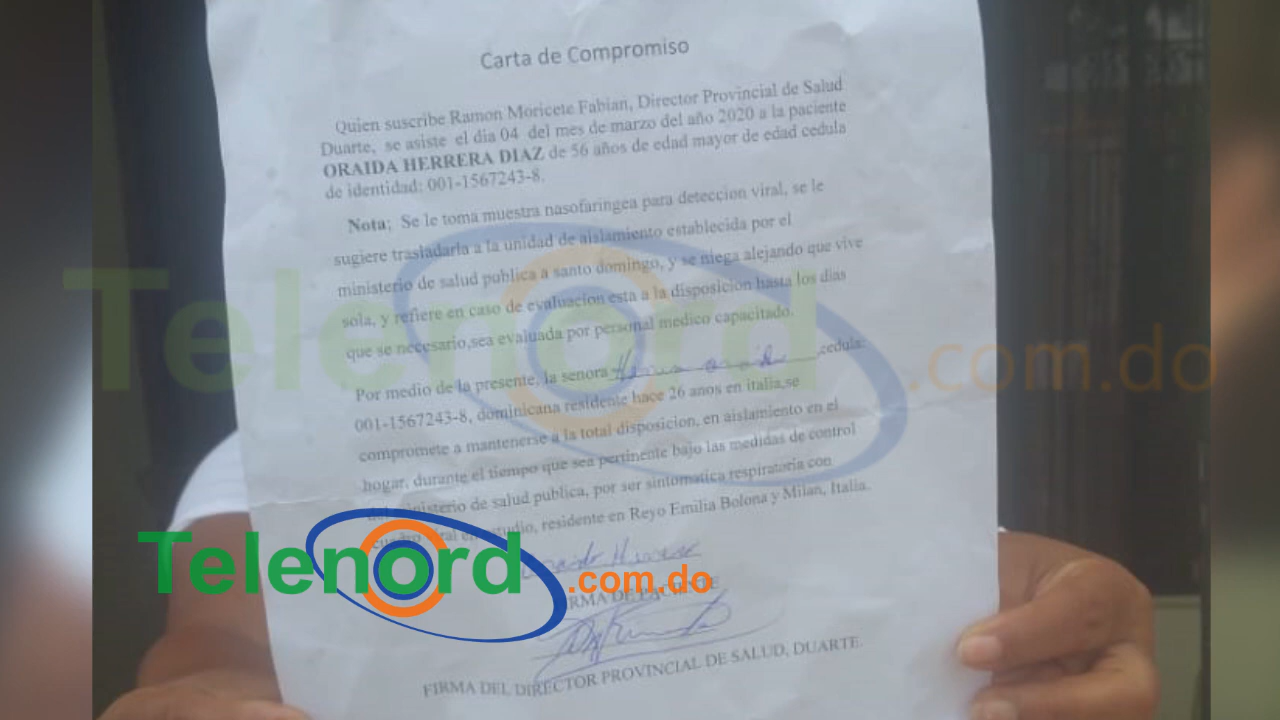 Carta de Compromiso
Quien suscribe Ramon Moricete Fabian, Director Provincial de Salud
Duarte, se asiste el dia 04 del mes de marzo del año 2020 a la paciente
ORAIDA HERRERA DIAZ de 56 años de edad mayor de edad cedula
de identidad: 001-1567243-8.
Nota; Se le toma muestra nasofaringea para deteccion viral, se le
sugiere trasladarla a la unidad de aislamiento establecida por el
ministerio de salud publica a santo domingo, y se niega alejando que vive
sola, y refiere en caso de evaluacion esta a la disposicion hasta los dias
que se necesario,sea evaluada por personal medico capacitado.
Por medio de la presente, la senora cedula:
001-1567243-8, dominicana residente hace 26 anos en italia,se
compromete a mantenerse a la total disposicion, en aislamiento en el
hogar, durante el tiempo que sea pertinente bajo las medidas de control
del ministerio de salud publica, por ser sintomatica respiratoria con
residente en Reyo Emilia Bolona y Milan, Italia.
FIRMA DE PACIENTE
FIRMA DEL DIRECTOR PROVINCIAL DE SALUD, DUARTE.
Telenord.com.do
Telenord.com.do